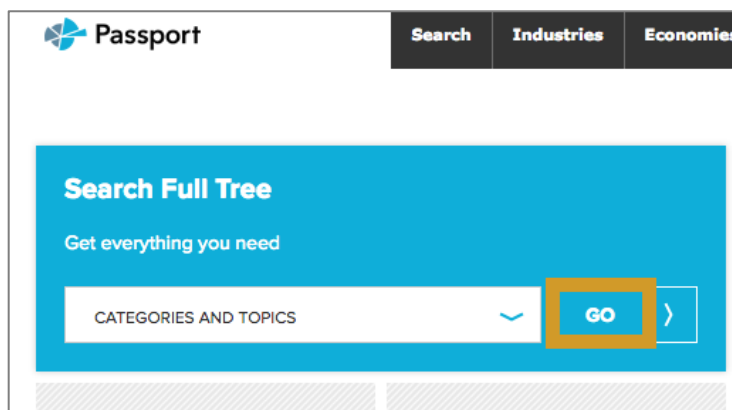 Passport
Search Industries Economies
Search Full Tree
Get everything you need
CATEGORIES AND TOPICS
GO